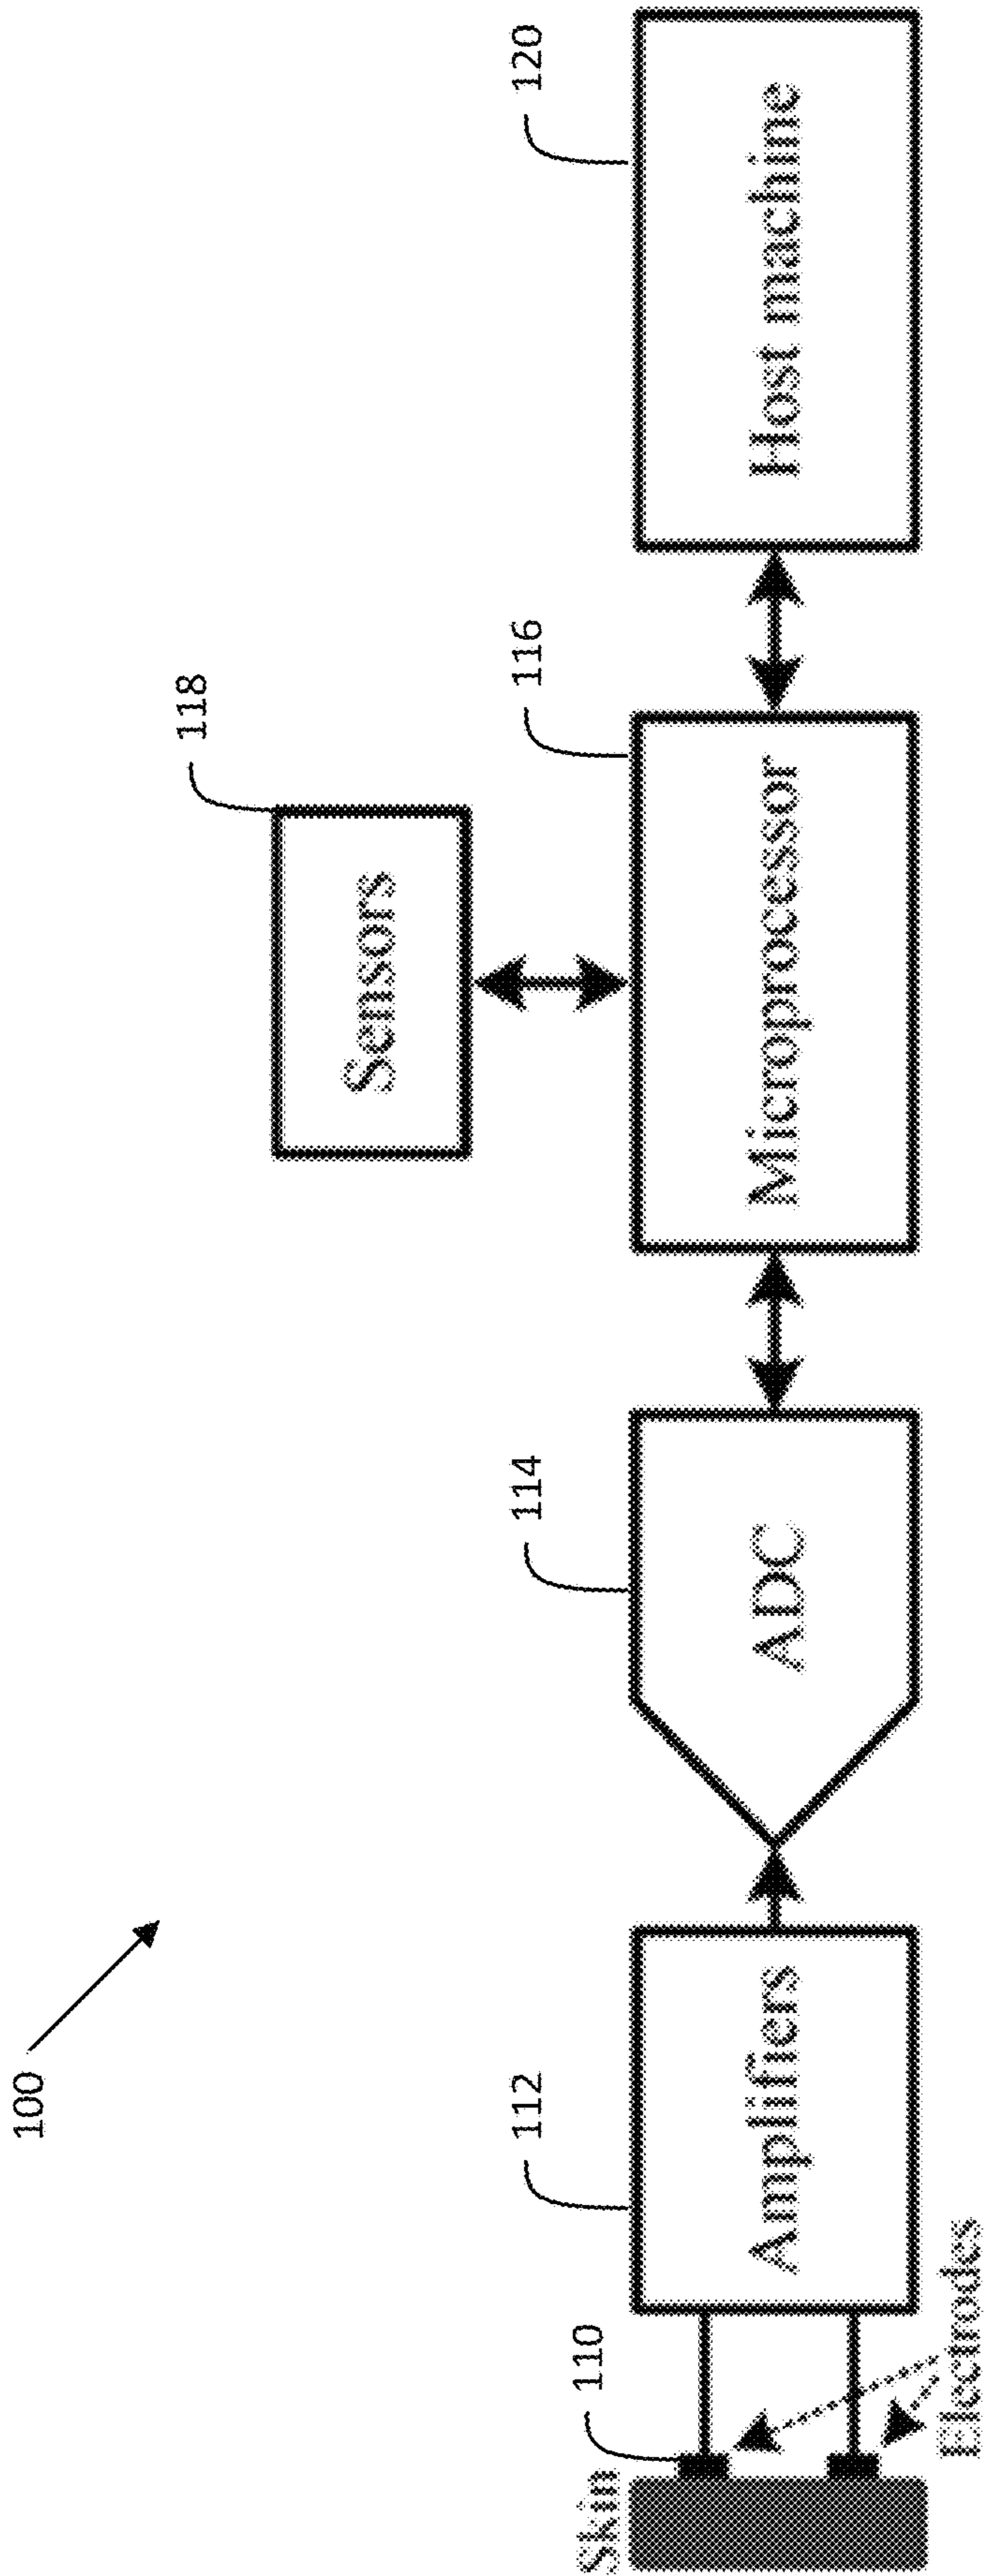 100
118
Sensors
110
112
114
116
120
Skin
Amplifiers
ADC
Microprocessor
Host machine
Electrodes